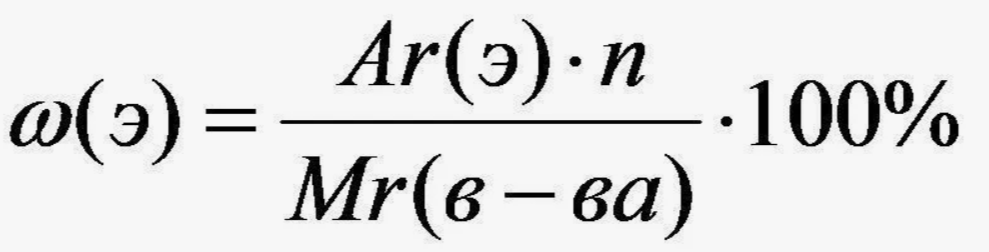 ω(э) = Ar(э) · n / Mr(в – ва) · 100%